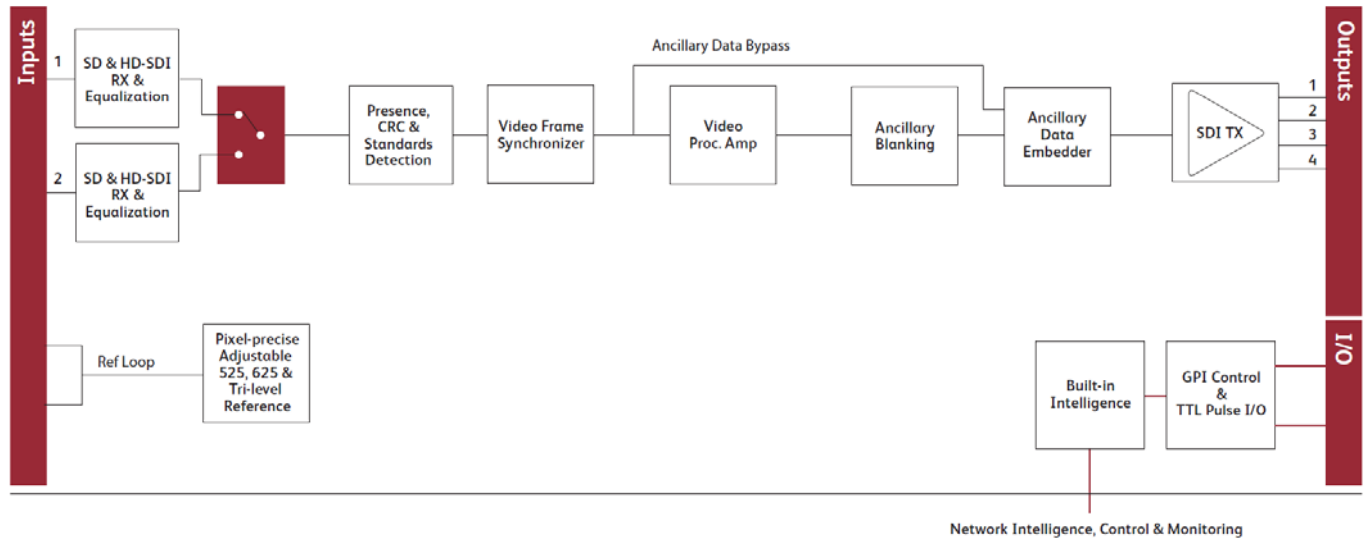 Inputs
Outputs
I/O
1
SD & HD-SDI
RX &
Equalization
2
SD & HD-SDI
RX &
Equalization
Presence,
CRC &
Standards
Detection
Video Frame
Synchronizer
Ancillary Data Bypass
Video
Proc. Amp
Ancillary
Blanking
Ancillary
Data
Embedder
SDI TX
1
2
3
4
Ref Loop
Pixel-precise
Adjustable
525, 625 &
Tri-level
Reference
Built-in
Intelligence
GPI Control
&
TTL Pulse I/O
Network Intelligence, Control & Monitoring